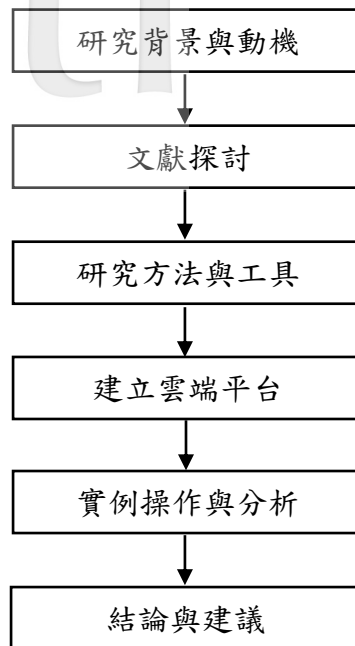 研究背景與動機
文獻探討
研究方法與工具
建立雲端平台
實例操作與分析
結論與建議